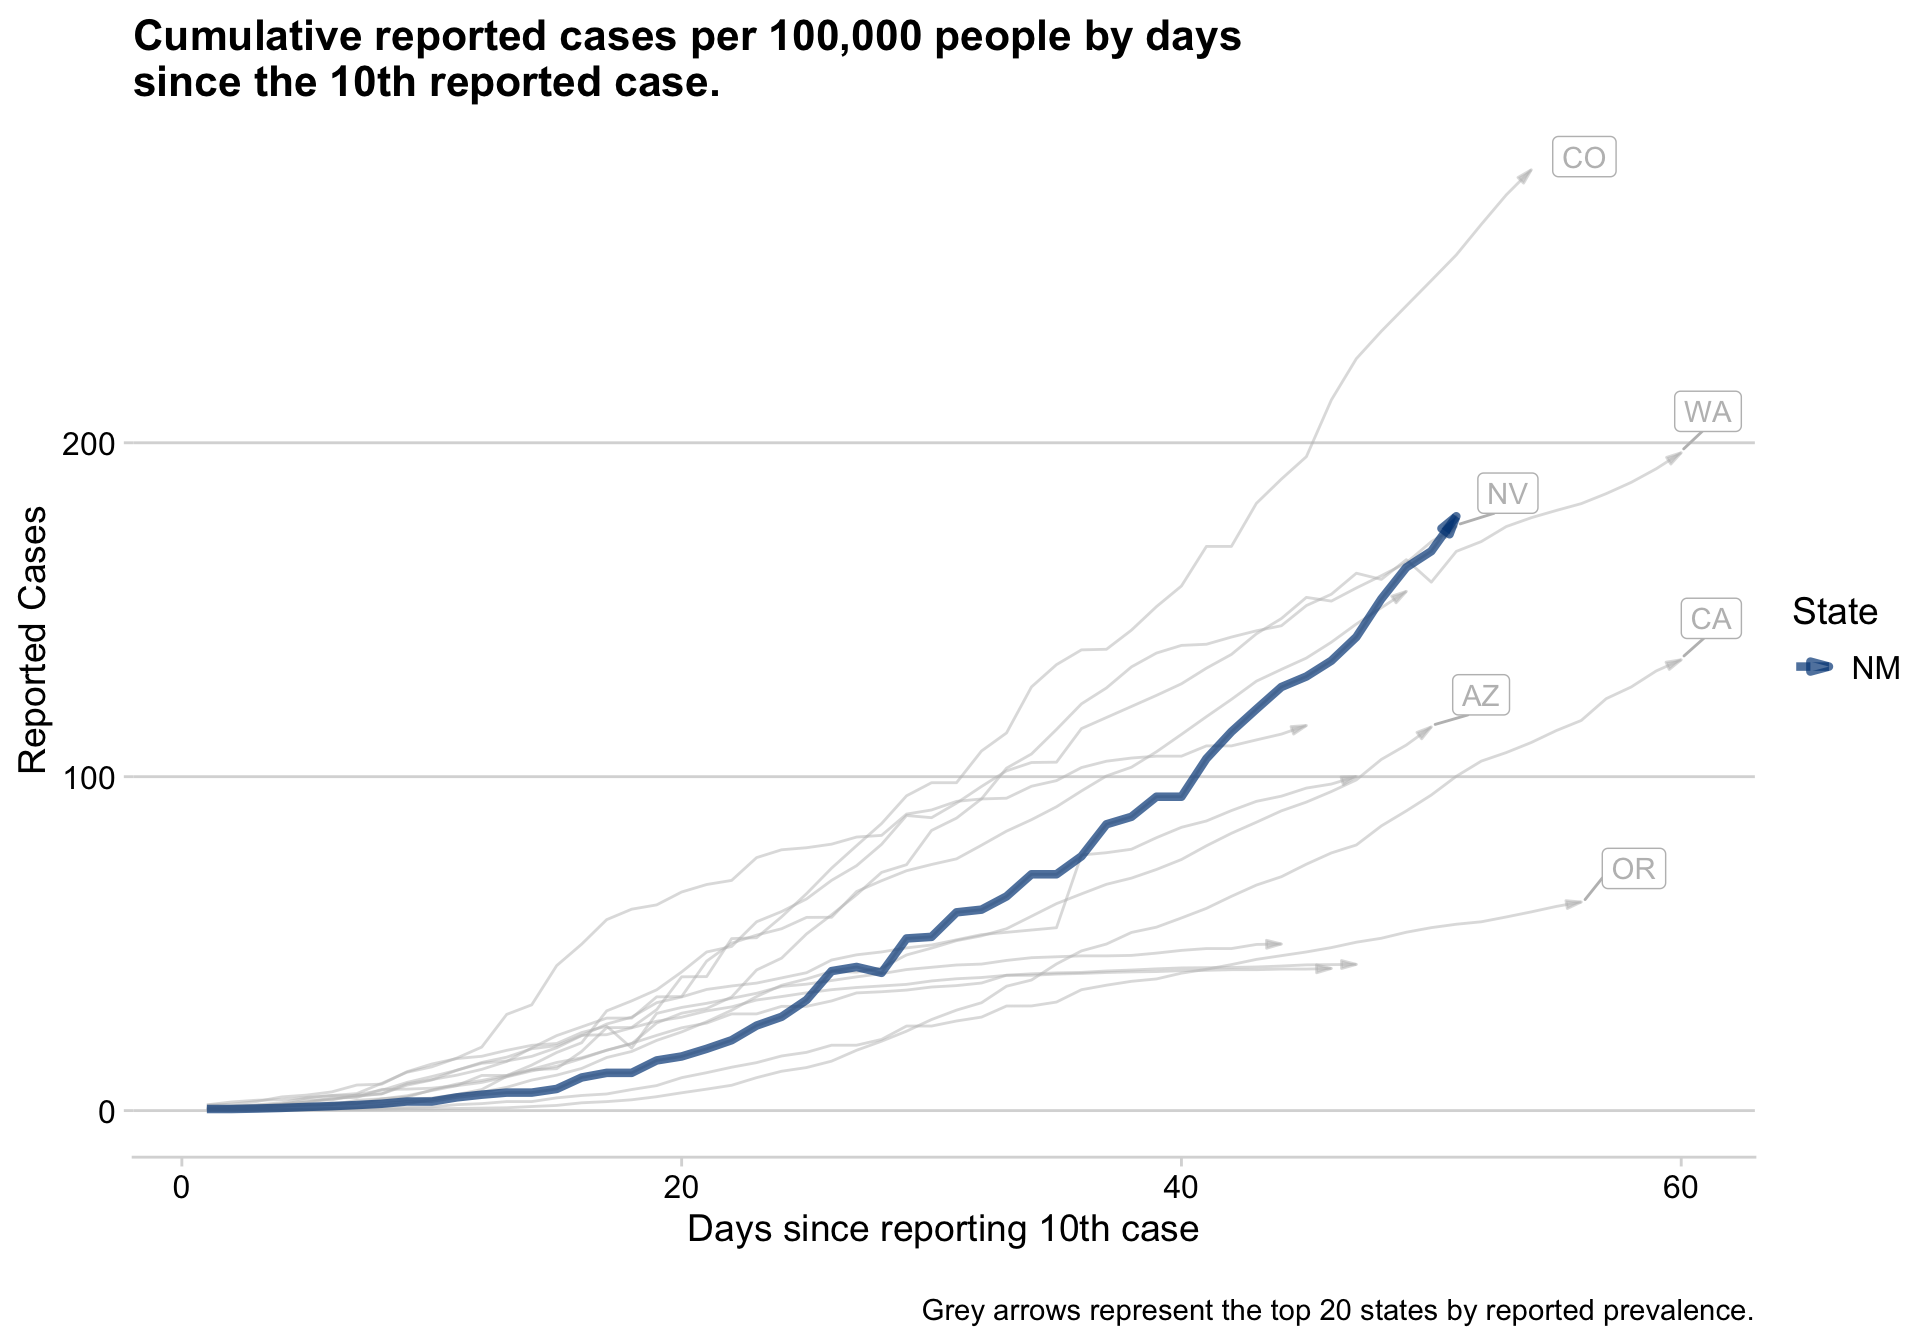 Cumulative reported cases per 100,000 people by days
since the 10th reported case.
CO
WA
200
NV
Reported Cases
CA
State
NM
AZ
100
OR
0
0 20 40 60
Days since reporting 10th case
Grey arrows represent the top 20 states by reported prevalence.